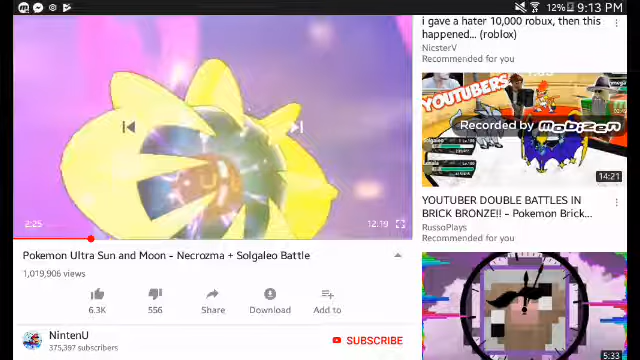 12% 9:13 PM
2:25
12:19
Pokemon Ultra Sun and Moon - Necrozma + Solgaleo Battle
1,019,906 views
6.3K
556
Share
Download
Add to
NintenU
375,397 subscribers
SUBSCRIBE
i gave a hater 10,000 robux, then this
happened... (roblox)
NicsterV
Recommended for you
YOUTUBERS
Recorded by mobizen
14:21
YOUTUBER DOUBLE BATTLES IN
BRICK BRONZE!! - Pokemon Brick...
RussoPlays
Recommended for you
5:33